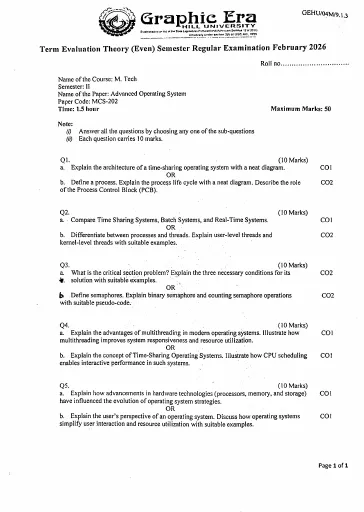 GEHU/04M/9.1.3
Graphic Era
HILL UNIVERSITY
Term Evaluation Theory (Even) Semester Regular Examination February 2026
Roll no..............................
Name of the Course: M. Tech
Semester: II
Name of the Paper: Advanced Operating System
Paper Code: MCS-202
Time: 1.5 hour Maximum Marks: 50
Note:
(i) Answer all the questions by choosing any one of the sub-questions
(ii) Each question carries 10 marks.
Q1. (10 Marks)
a. Explain the architecture of a time-sharing operating system with a neat diagram. CO1
OR
b. Define a process. Explain the process life cycle with a neat diagram. Describe the role CO2
of the Process Control Block (PCB).
Q2. (10 Marks)
a. Compare Time Sharing Systems, Batch Systems, and Real-Time Systems. CO1
OR
b. Differentiate between processes and threads. Explain user-level threads and CO2
kernel-level threads with suitable examples.
Q3. (10 Marks)
a. What is the critical section problem? Explain the three necessary conditions for its CO2
solution with suitable examples.
OR
b. Define semaphores. Explain binary semaphore and counting semaphore operations CO2
with suitable pseudo-code.
Q4. (10 Marks)
a. Explain the advantages of multithreading in modern operating systems. Illustrate how CO1
multithreading improves system responsiveness and resource utilization.
OR
b. Explain the concept of Time-Sharing Operating Systems. Illustrate how CPU scheduling CO1
enables interactive performance in such systems.
Q5. (10 Marks)
a. Explain how advancements in hardware technologies (processors, memory, and storage) CO1
have influenced the evolution of operating system strategies.
OR
b. Explain the user's perspective of an operating system. Discuss how operating systems CO1
simplify user interaction and resource utilization with suitable examples.
Page 1 of 1